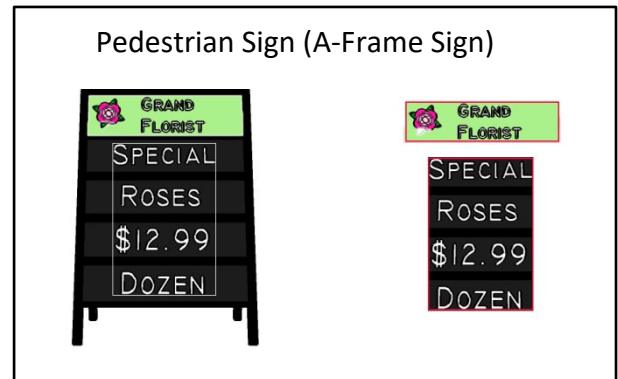 Pedestrian Sign (A-Frame Sign)
GRAND
FLORIST
SPECIAL
ROSES
$12.99
DOZEN
GRAND
FLORIST
SPECIAL
ROSES
$12.99
DOZEN